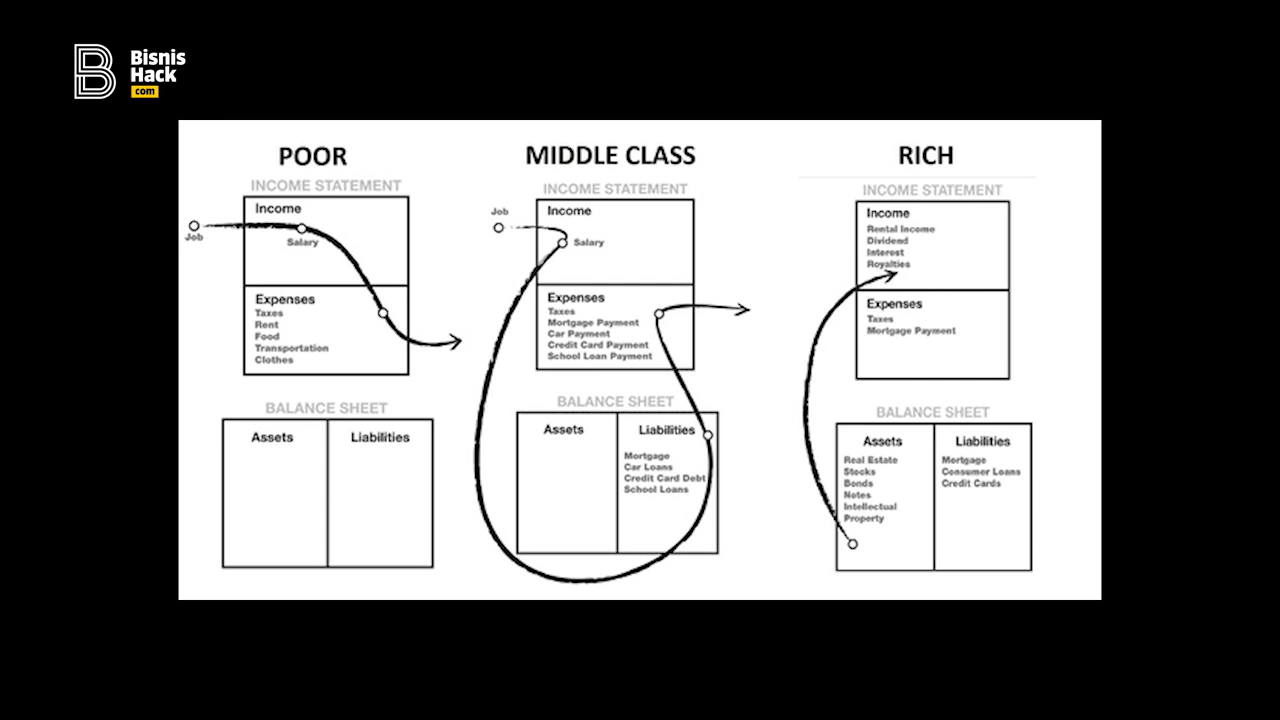 Bisnis
Hack
com
POOR
INCOME STATEMENT
Income
Job
Salary
Expenses
Taxes
Rent
Food
Transportation
Clothes
BALANCE SHEET
Assets
Liabilities
MIDDLE CLASS
INCOME STATEMENT
Job
Income
Salary
Expenses
Taxes
Mortgage Payment
Car Payment
Credit Card Payment
School Loan Payment
BALANCE SHEET
Assets
Liabilities
Mortgage
Car Loans
Credit Card Debt
School Loans
RICH
INCOME STATEMENT
Income
Rental Income
Dividend
Interest
Royalties
Expenses
Taxes
Mortgage Payment
BALANCE SHEET
Assets
Real Estate
Stocks
Bonds
Notes
Intellectual
Property
Liabilities
Mortgage
Consumer Loans
Credit Cards